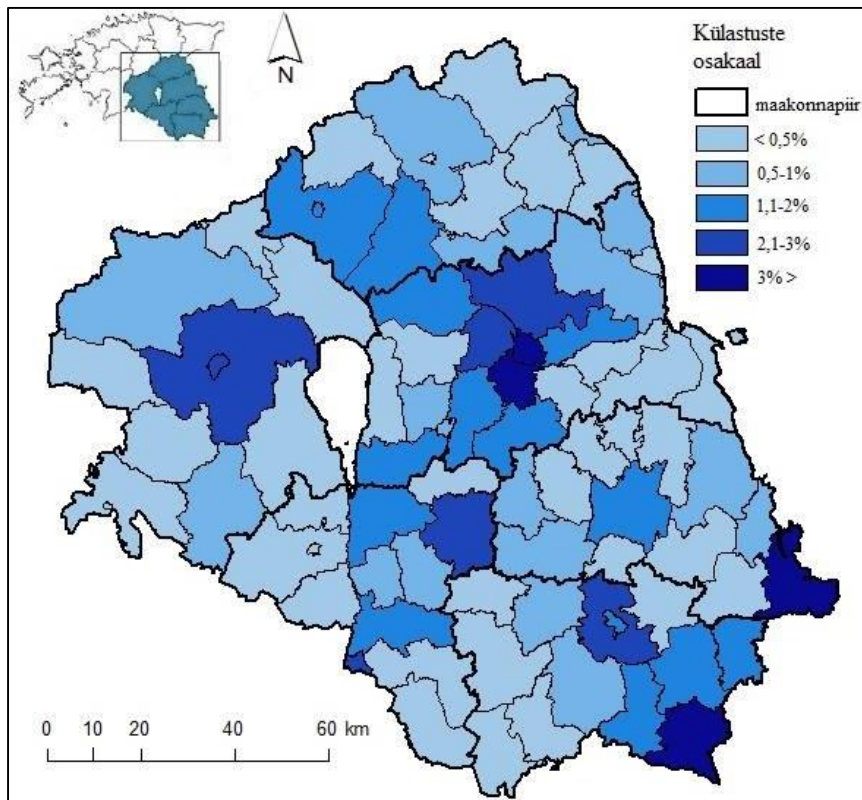 N
Külastuste
osakaal
maakonnapiir
< 0,5%
0,5-1%
1,1-2%
2,1-3%
3% >
0 10 20 40 60 km